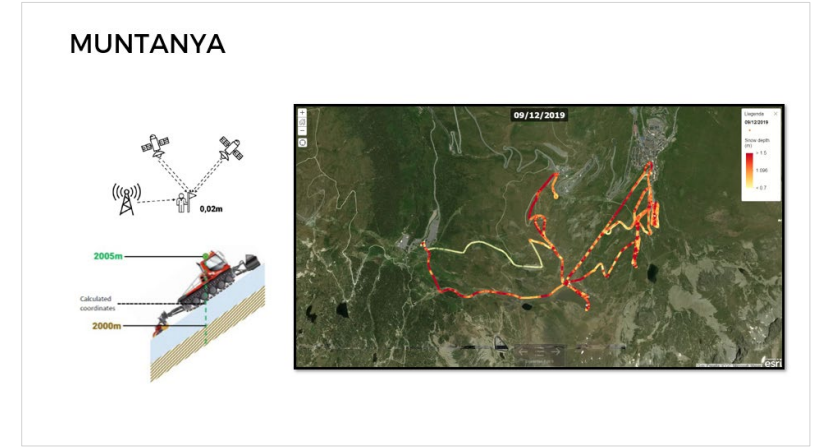 MUNTANYA
0,02m
2005m
Calculated
coordinates
2000m
09/12/2019
+
−
Llegenda ×
09/12/2019
Snow depth
(m)
> 1.5
1.096
< 0.7
esri